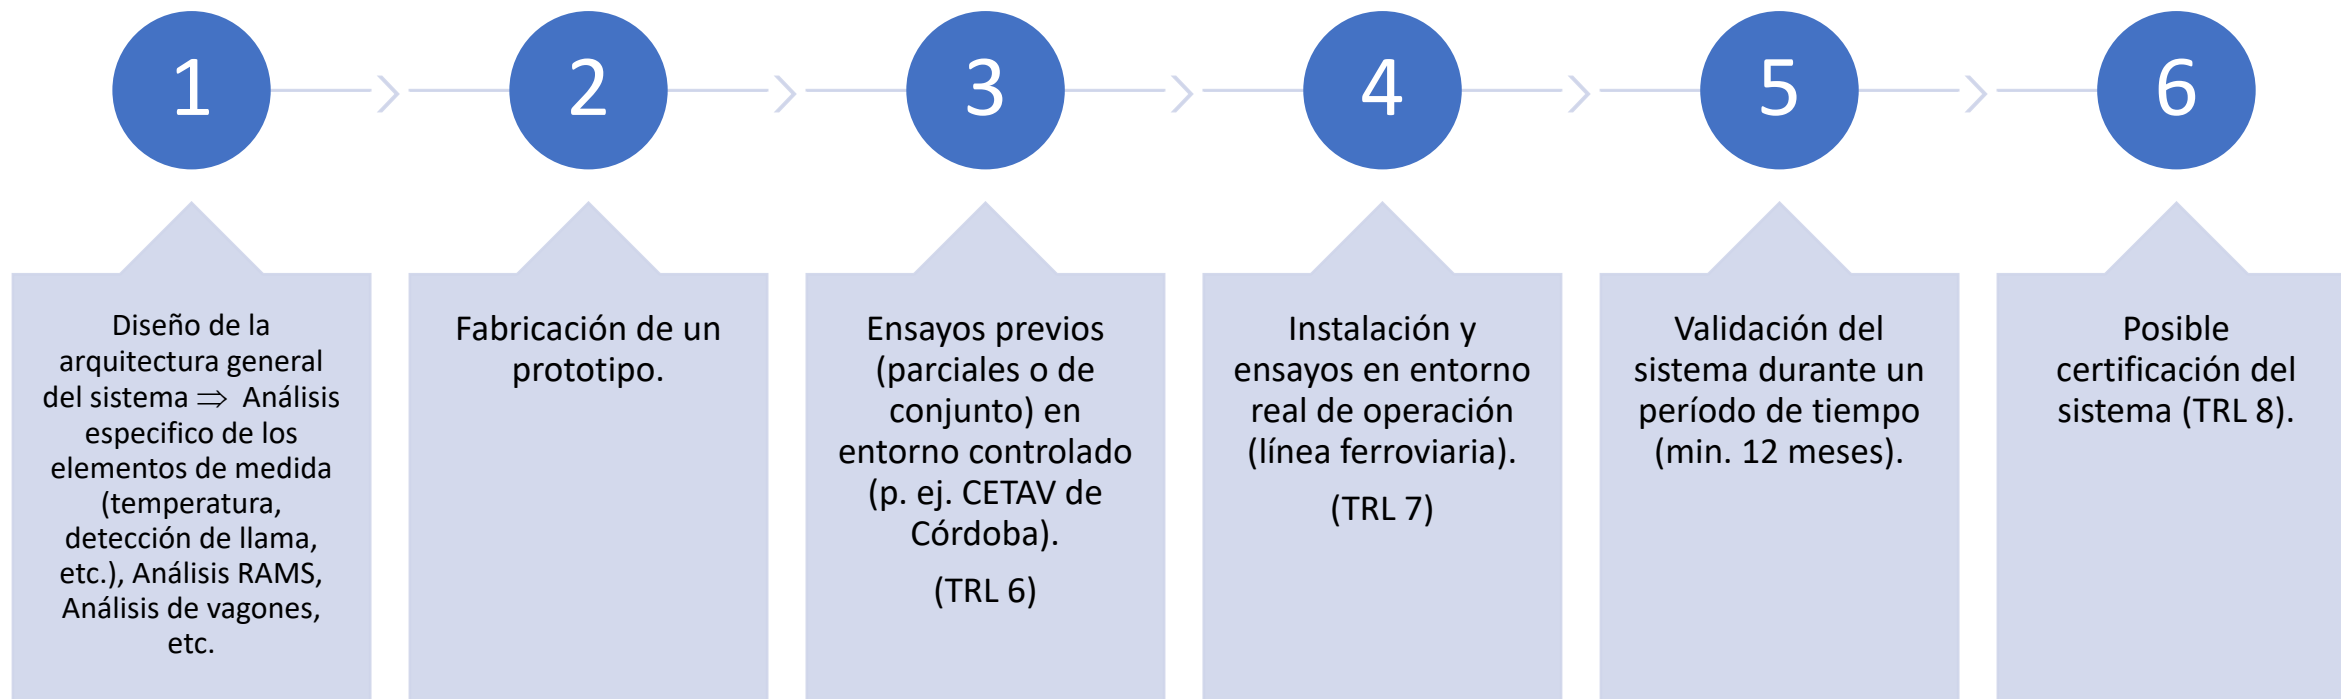 1
2
3
4
5
6
Diseño de la
arquitectura general
del sistema ⇒ Análisis
especifico de los
elementos de medida
(temperatura,
detección de llama,
etc.), Análisis RAMS,
Análisis de vagones,
etc.
Fabricación de un
prototipo.
Ensayos previos
(parciales o de
conjunto) en
entorno controlado
(p. ej. CETAV de
Córdoba).
(TRL 6)
Instalación y
ensayos en entorno
real de operación
(línea ferroviaria).
(TRL 7)
Validación del
sistema durante un
período de tiempo
(min. 12 meses).
Posible
certificación del
sistema (TRL 8).